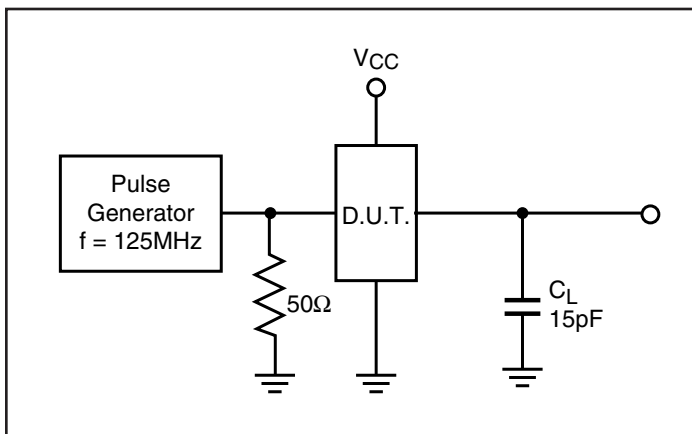 VCC
Pulse
Generator
f = 125MHz
D.U.T.
50Ω
CL
15pF